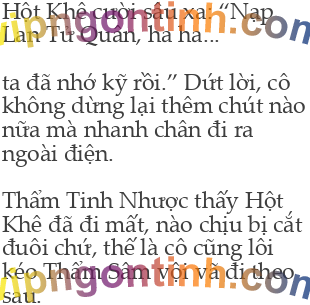 Hột Khê cười sâu xa: “Nạp
Lan Tử Quân, ha ha...
ta đã nhớ kỹ rồi.” Dứt lời, cô
không dừng lại thêm chút nào
nữa mà nhanh chân đi ra
ngoài điện.
Thẩm Tinh Nhược thấy Hột
Khê đã đi mất, nào chịu bị cắt
đuôi chứ, thế là cô cũng lôi
kéo Thẩm Sâm vội vã đi theo
sau.
vipngontinh.com
vipngontinh.com